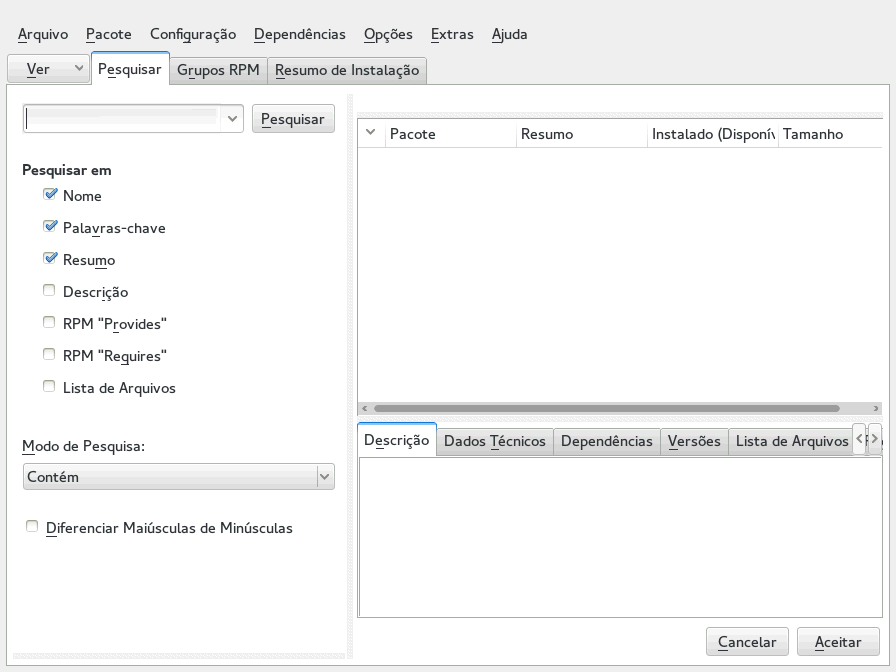 Arquivo Pacote Configuração Dependências Opções Extras Ajuda
Ver Pesquisar Grupos RPM Resumo de Instalação
Pesquisar
Pesquisar em
Nome
Palavras-chave
Resumo
Descrição
RPM "Provides"
RPM "Requires"
Lista de Arquivos
Modo de Pesquisa:
Contém
Diferenciar Maiúsculas de Minúsculas
Pacote Resumo Instalado (Disponív Tamanho
Descrição Dados Técnicos Dependências Versões Lista de Arquivos
Cancelar Aceitar